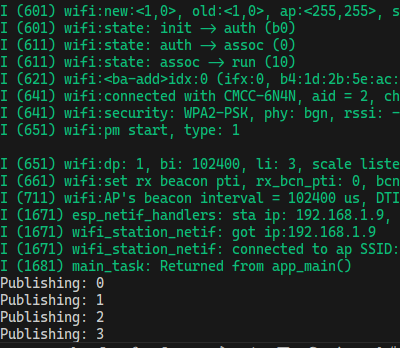 I (601) wifi:new:<1,0>, old:<1,0>, ap:<255,255>, s
I (601) wifi:state: init -> auth (b0)
I (611) wifi:state: auth -> assoc (0)
I (611) wifi:state: assoc -> run (10)
I (621) wifi:<ba-add>idx:0 (ifx:0, b4:1d:2b:5e:ac:
I (641) wifi:connected with CMCC-6N4N, aid = 2, ch
I (641) wifi:security: WPA2-PSK, phy: bgn, rssi: -
I (651) wifi:pm start, type: 1
I (651) wifi:dp: 1, bi: 102400, li: 3, scale liste
I (661) wifi:set rx beacon pti, rx_bcn_pti: 0, bcn
I (711) wifi:AP's beacon interval = 102400 us, DTI
I (1671) esp_netif_handlers: sta ip: 192.168.1.9,
I (1671) wifi_station_netif: got ip:192.168.1.9
I (1671) wifi_station_netif: connected to ap SSID:
I (1681) main_task: Returned from app_main()
Publishing: 0
Publishing: 1
Publishing: 2
Publishing: 3